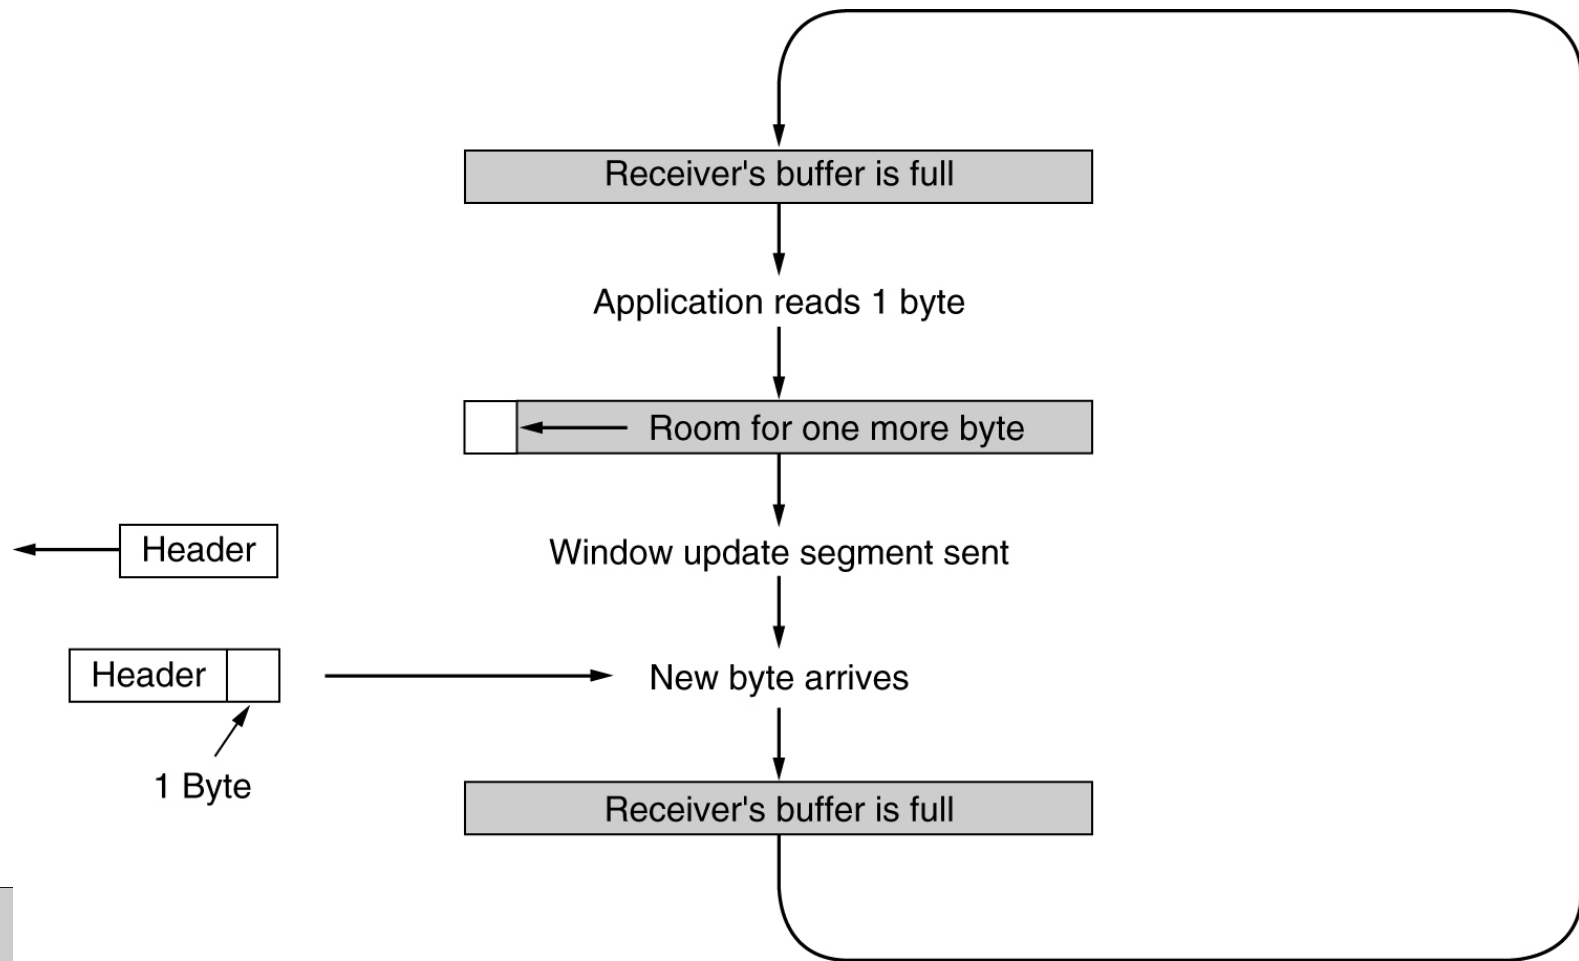 Receiver's buffer is full
Application reads 1 byte
Room for one more byte
Header
Window update segment sent
Header
New byte arrives
1 Byte
Receiver's buffer is full